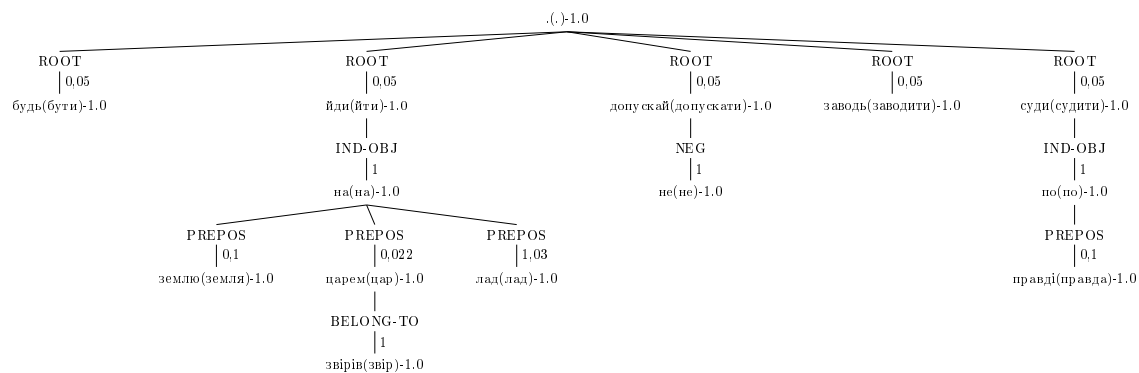 .(.)-1.0
ROOT ROOT ROOT ROOT ROOT
0,05 0,05 0,05 0,05 0,05
будь(бути)-1.0 йди(йти)-1.0 допускай(допускати)-1.0 заводь(заводити)-1.0 суди(судити)-1.0
IND-OBJ NEG IND-OBJ
1 1 1
на(на)-1.0 не(не)-1.0 по(по)-1.0
PREPOS PREPOS PREPOS PREPOS
0,1 0,022 1,03 0,1
землю(земля)-1.0 царем(цар)-1.0 лад(лад)-1.0 правді(правда)-1.0
BELONG-TO
1
звірів(звір)-1.0